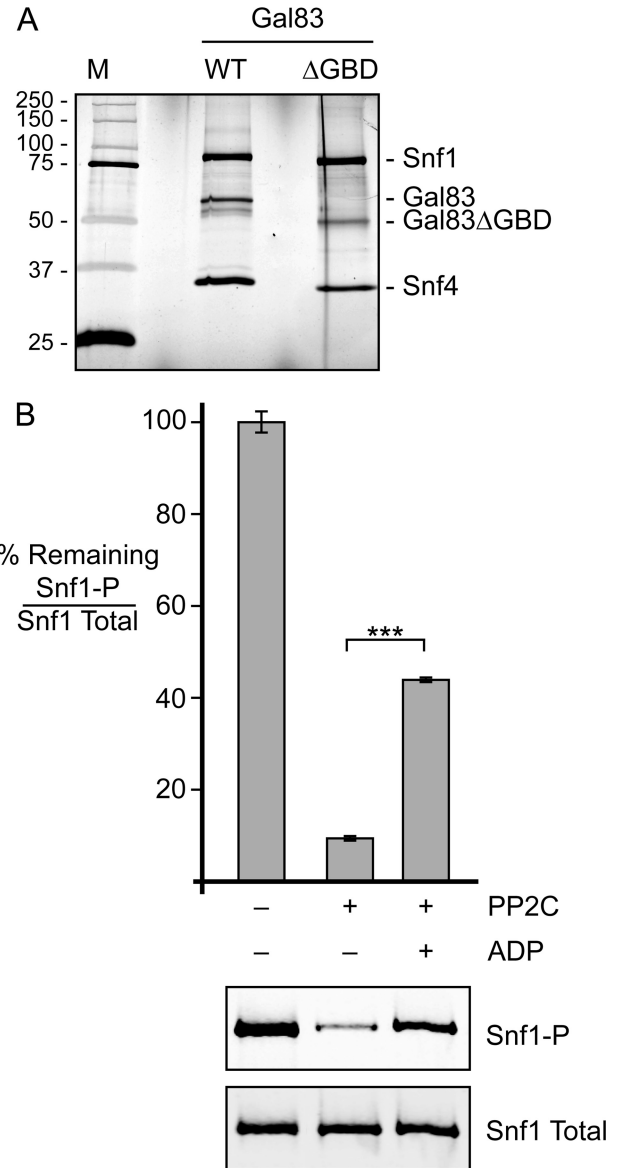 A
Gal83
M WT ΔGBD
250 -
150 -
100 -
75 -
50 -
37 -
25 -
- Snf1
- Gal83
- Gal83ΔGBD
- Snf4
B
100
80
60
40
20
% Remaining
Snf1-P
Snf1 Total
***
– + + PP2C
– – + ADP
Snf1-P
Snf1 Total